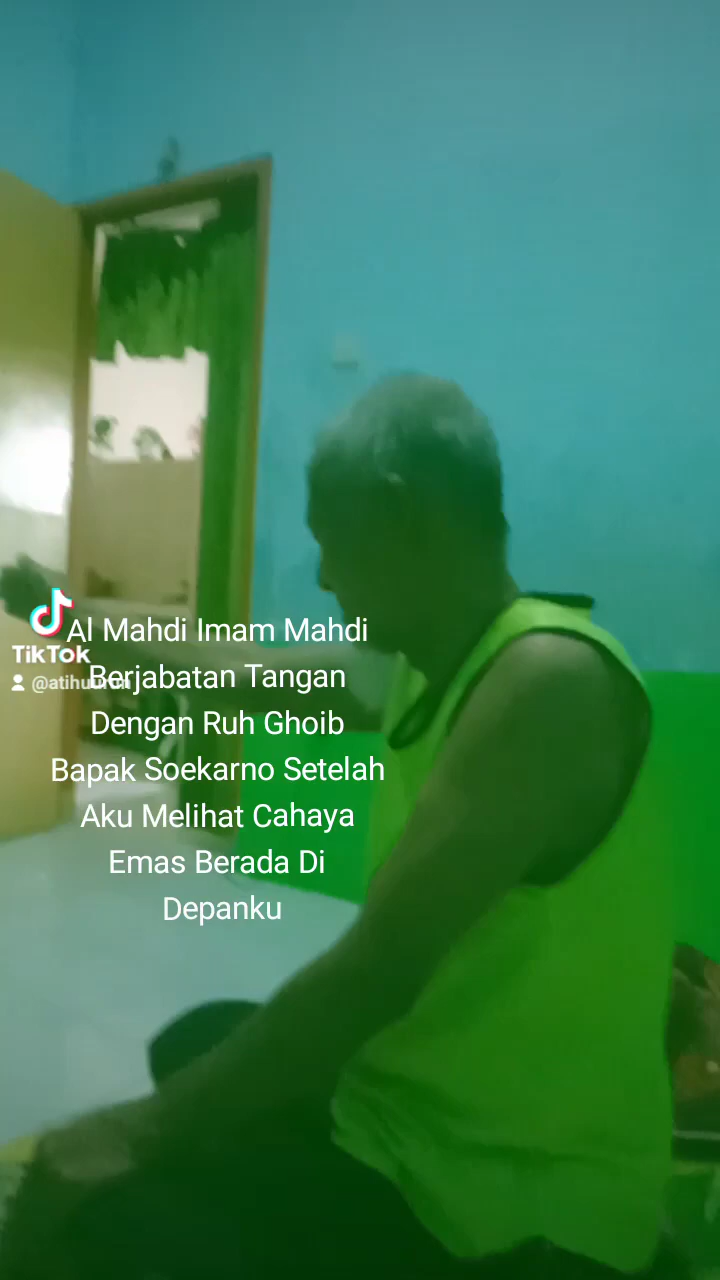 Al Mahdi Imam Mahdi
TikTok
Berjabatan Tangan
Dengan Ruh Ghoib
Bapak Soekarno Setelah
Aku Melihat Cahaya
Emas Berada Di
Depanku